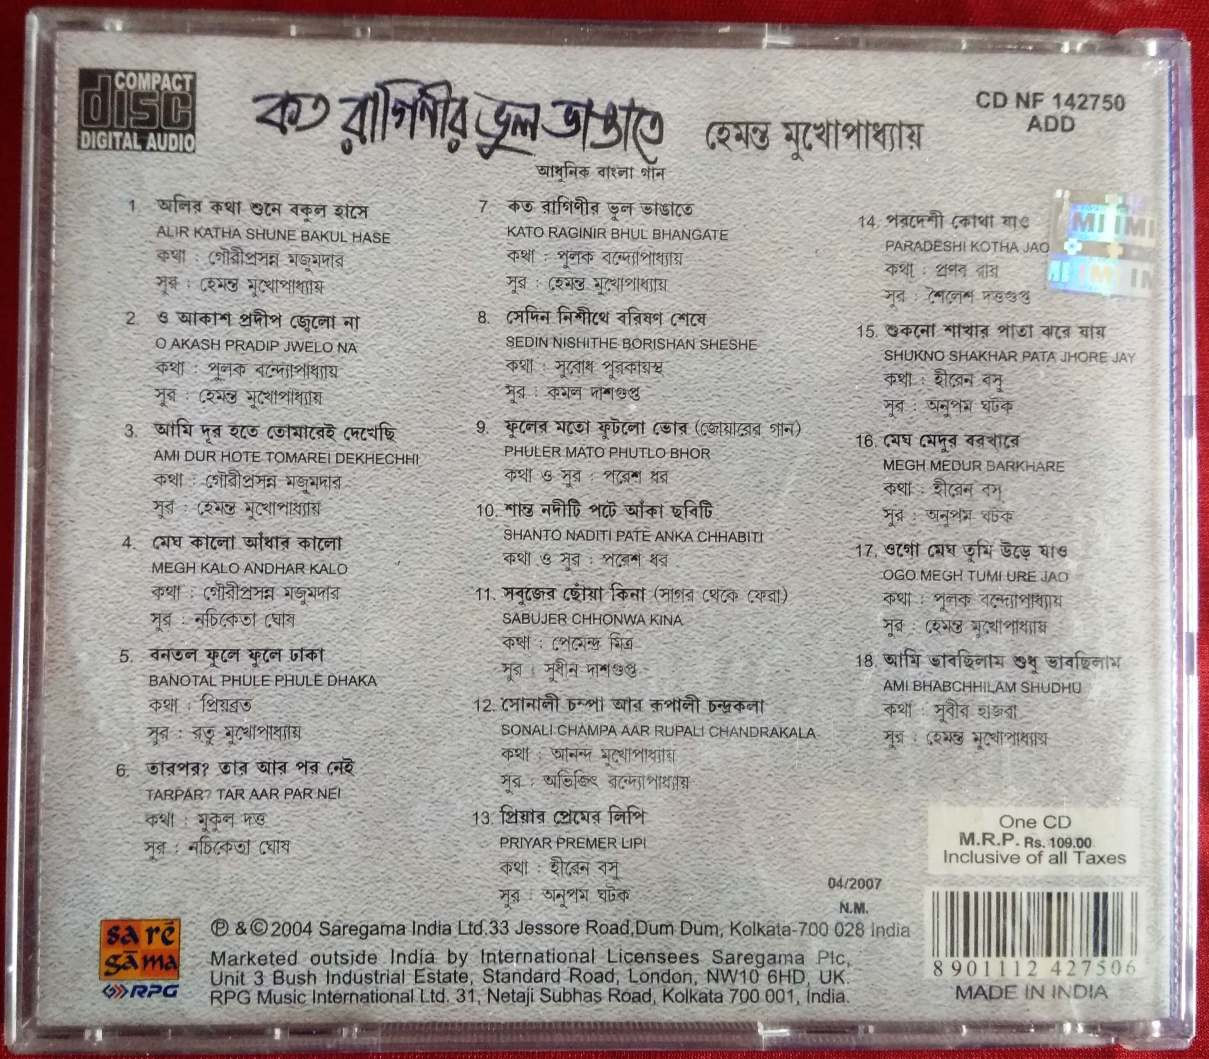 COMPACT
disc
DIGITAL AUDIO
কত রাগিণীর ভুল ভাঙাতে
হেমন্ত মুখোপাধ্যায়
আধুনিক বাংলা গান
CD NF 142750
ADD
1. অলির কথা শুনে বকুল হাসে
ALIR KATHA SHUNE BAKUL HASE
কথা : গৌরীপ্রসন্ন মজুমদার
সুর : হেমন্ত মুখোপাধ্যায়
2. ও আকাশ প্রদীপ জ্বেলো না
O AKASH PRADIP JWELO NA
কথা : পুলক বন্দ্যোপাধ্যায়
সুর : হেমন্ত মুখোপাধ্যায়
3. আমি দূর হতে তোমারেই দেখেছি
AMI DUR HOTE TOMAREI DEKHECHHI
কথা : গৌরীপ্রসন্ন মজুমদার
সুর : হেমন্ত মুখোপাধ্যায়
4. মেঘ কালো আঁধার কালো
MEGH KALO ANDHAR KALO
কথা : গৌরীপ্রসন্ন মজুমদার
সুর : নচিকেতা ঘোষ
5. বনতল ফুলে ফুলে ঢাকা
BANOTAL PHULE PHULE DHAKA
কথা : প্রিয়ব্রত
সুর : রতু মুখোপাধ্যায়
6. তারপর? তার আর পর নেই
TARPAR? TAR AAR PAR NEI
কথা : মুকুল দত্ত
সুর : নচিকেতা ঘোষ
7. কত রাগিণীর ভুল ভাঙাতে
KATO RAGINIR BHUL BHANGATE
কথা : পুলক বন্দ্যোপাধ্যায়
সুর : হেমন্ত মুখোপাধ্যায়
8. সেদিন নিশীথে বরিষণ শেষে
SEDIN NISHITHE BORISHAN SHESHE
কথা : সুবোধ পুরকায়স্থ
সুর : কমল দাশগুপ্ত
9. ফুলের মতো ফুটলো ভোর (জোয়ারের গান)
PHULER MATO PHUTLO BHOR
কথা ও সুর : পরেশ ধর
10. শান্ত নদীটি পটে আঁকা ছবিটি
SHANTO NADITI PATE ANKA CHHABITI
কথা ও সুর : পরেশ ধর
11. সবুজের ছোঁয়া কিনা (সাগর থেকে ফেরা)
SABUJER CHHONWA KINA
কথা : প্রেমেন্দ্র মিত্র
সুর : সুধীন দাশগুপ্ত
12. সোনালী চম্পা আর রূপালী চন্দ্রকলা
SONALI CHAMPA AAR RUPALI CHANDRAKALA
কথা : আনন্দ মুখোপাধ্যায়
সুর : অভিজিৎ বন্দ্যোপাধ্যায়
13. প্রিয়ার প্রেমের লিপি
PRIYAR PREMER LIPI
কথা : হীরেন বসু
সুর : অনুপম ঘটক
14. পরদেশী কোথা যাও
PARADESHI KOTHA JAO
কথা : প্রণব রায়
সুর : শৈলেশ দত্তগুপ্ত
15. শুকনো শাখার পাতা ঝরে যায়
SHUKNO SHAKHAR PATA JHORE JAY
কথা : হীরেন বসু
সুর : অনুপম ঘটক
16. মেঘ মেদুর বরখারে
MEGH MEDUR BARKHARE
কথা : হীরেন বসু
সুর : অনুপম ঘটক
17. ওগো মেঘ তুমি উড়ে যাও
OGO MEGH TUMI URE JAO
কথা : পুলক বন্দ্যোপাধ্যায়
সুর : হেমন্ত মুখোপাধ্যায়
18. আমি ভাবছিলাম শুধু ভাবছিলাম
AMI BHABCHHILAM SHUDHU
কথা : সুবীর হাজরা
সুর : হেমন্ত মুখোপাধ্যায়
One CD
M.R.P. Rs. 109.00
Inclusive of all Taxes
04/2007
N.M.
sa rē
gā ma
RPG
℗ & © 2004 Saregama India Ltd.33 Jessore Road,Dum Dum, Kolkata-700 028 India
Marketed outside India by International Licensees Saregama Plc,
Unit 3 Bush Industrial Estate, Standard Road, London, NW10 6HD, UK.
RPG Music International Ltd. 31, Netaji Subhas Road, Kolkata 700 001, India.
8 901112 427506
MADE IN INDIA